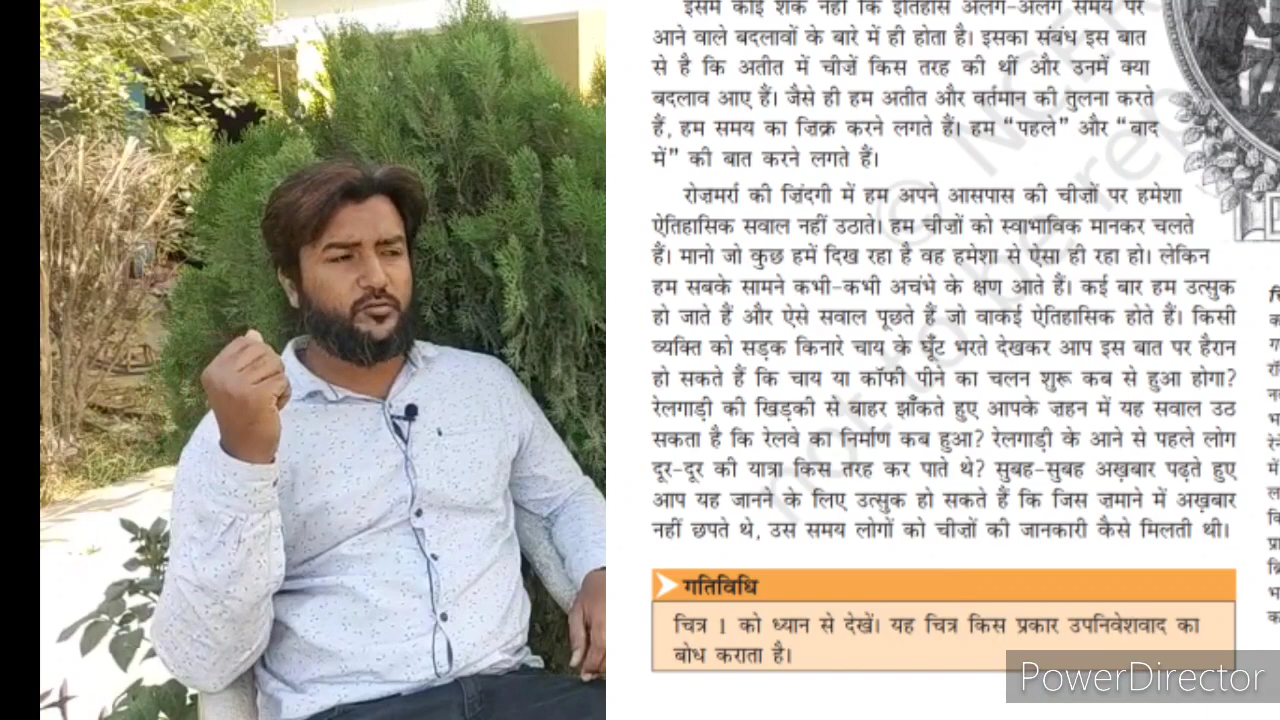 इसमें कोई शक नहीं कि इतिहास अलग-अलग समय पर
आने वाले बदलावों के बारे में ही होता है। इसका संबंध इस बात
से है कि अतीत में चीज़ें किस तरह की थीं और उनमें क्या
बदलाव आए हैं। जैसे ही हम अतीत और वर्तमान की तुलना करते
हैं, हम समय का ज़िक्र करने लगते हैं। हम “पहले” और “बाद
में” की बात करने लगते हैं।
रोज़मर्रा की ज़िंदगी में हम अपने आसपास की चीज़ों पर हमेशा
ऐतिहासिक सवाल नहीं उठाते। हम चीज़ों को स्वाभाविक मानकर चलते
हैं। मानो जो कुछ हमें दिख रहा है वह हमेशा से ऐसा ही रहा हो। लेकिन
हम सबके सामने कभी-कभी अचंभे के क्षण आते हैं। कई बार हम उत्सुक
हो जाते हैं और ऐसे सवाल पूछते हैं जो वाकई ऐतिहासिक होते हैं। किसी
व्यक्ति को सड़क किनारे चाय के घूँट भरते देखकर आप इस बात पर हैरान
हो सकते हैं कि चाय या कॉफी पीने का चलन शुरू कब से हुआ होगा?
रेलगाड़ी की खिड़की से बाहर झाँकते हुए आपके ज़हन में यह सवाल उठ
सकता है कि रेलवे का निर्माण कब हुआ? रेलगाड़ी के आने से पहले लोग
दूर-दूर की यात्रा किस तरह कर पाते थे? सुबह-सुबह अख़बार पढ़ते हुए
आप यह जानने के लिए उत्सुक हो सकते हैं कि जिस ज़माने में अख़बार
नहीं छपते थे, उस समय लोगों को चीज़ों की जानकारी कैसे मिलती थी।
गतिविधि
चित्र 1 को ध्यान से देखें। यह चित्र किस प्रकार उपनिवेशवाद का
बोध कराता है।
PowerDirector